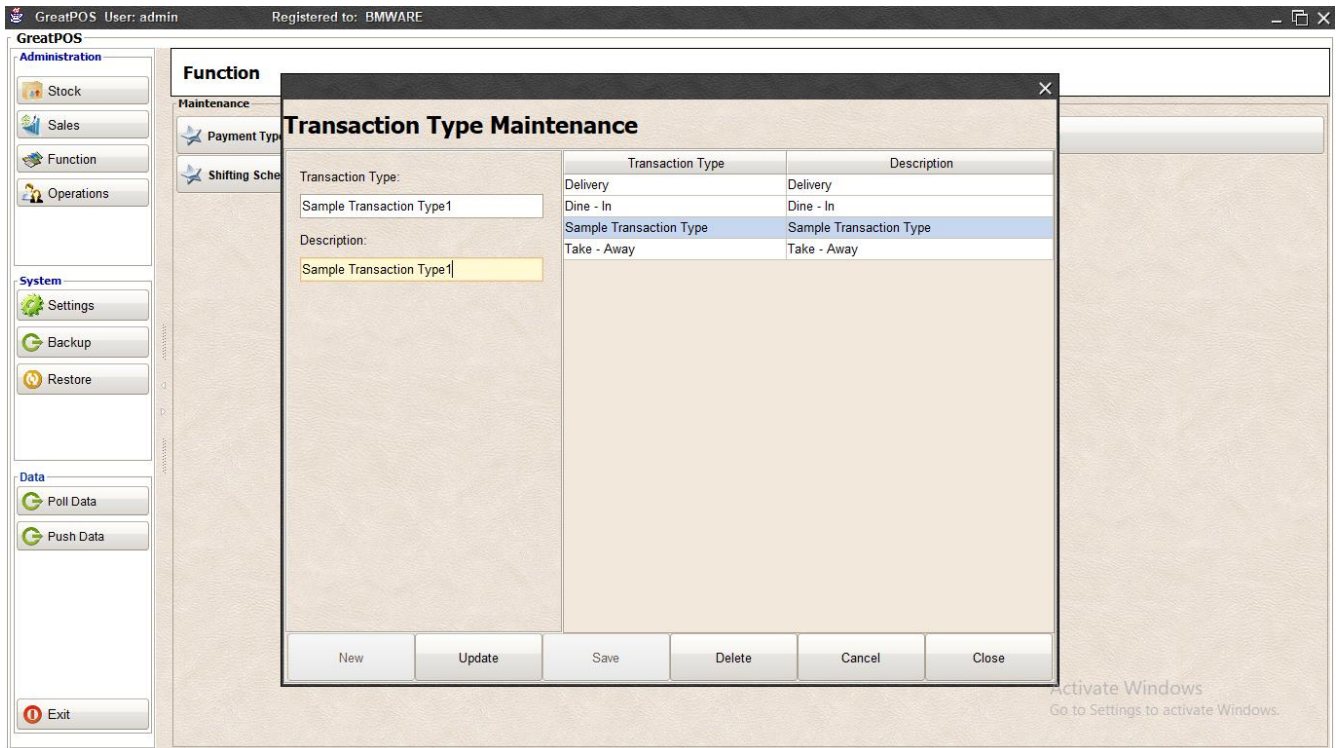 GreatPOS User: admin Registered to: BMWARE
GreatPOS
Administration
Stock
Sales
Function
Operations
System
Settings
Backup
Restore
Data
Poll Data
Push Data
Exit
Function
Maintenance
Payment Type
Shifting Sche
Transaction Type Maintenance
Transaction Type:
Sample Transaction Type1
Description:
Sample Transaction Type1
Transaction Type Description
Delivery Delivery
Dine - In Dine - In
Sample Transaction Type Sample Transaction Type
Take - Away Take - Away
New Update Save Delete Cancel Close
Activate Windows
Go to Settings to activate Windows.